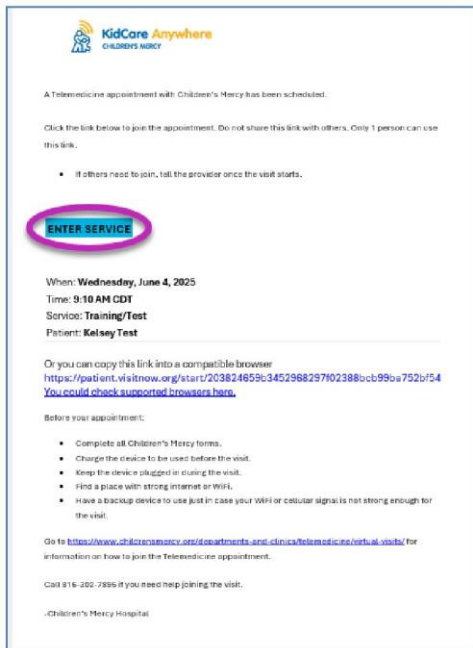 KidCare Anywhere
CHILDREN'S MERCY
A Telemedicine appointment with Children's Mercy has been scheduled.
Click the link below to join the appointment. Do not share this link with others. Only 1 person can use
this link.
• If others need to join, tell the provider once the visit starts.
ENTER SERVICE
When: Wednesday, June 4, 2025
Time: 9:10 AM CDT
Service: Training/Test
Patient: Kelsey Test
Or you can copy this link into a compatible browser
https://patient.visitnow.org/start/203824659b3452968297f02388bcb99ba752bf54
You could check supported browsers here.
Before your appointment:
• Complete all Children's Mercy forms.
• Charge the device to be used before the visit.
• Keep the device plugged in during the visit.
• Find a place with strong internet or WiFi.
• Have a backup device to use just in case your WiFi or cellular signal is not strong enough for
the visit.
Go to https://www.childrensmercy.org/departments-and-clinics/telemedicine/virtual-visits/ for
information on how to join the Telemedicine appointment.
Call 816-302-7895 if you need help joining the visit.
-Children's Mercy Hospital